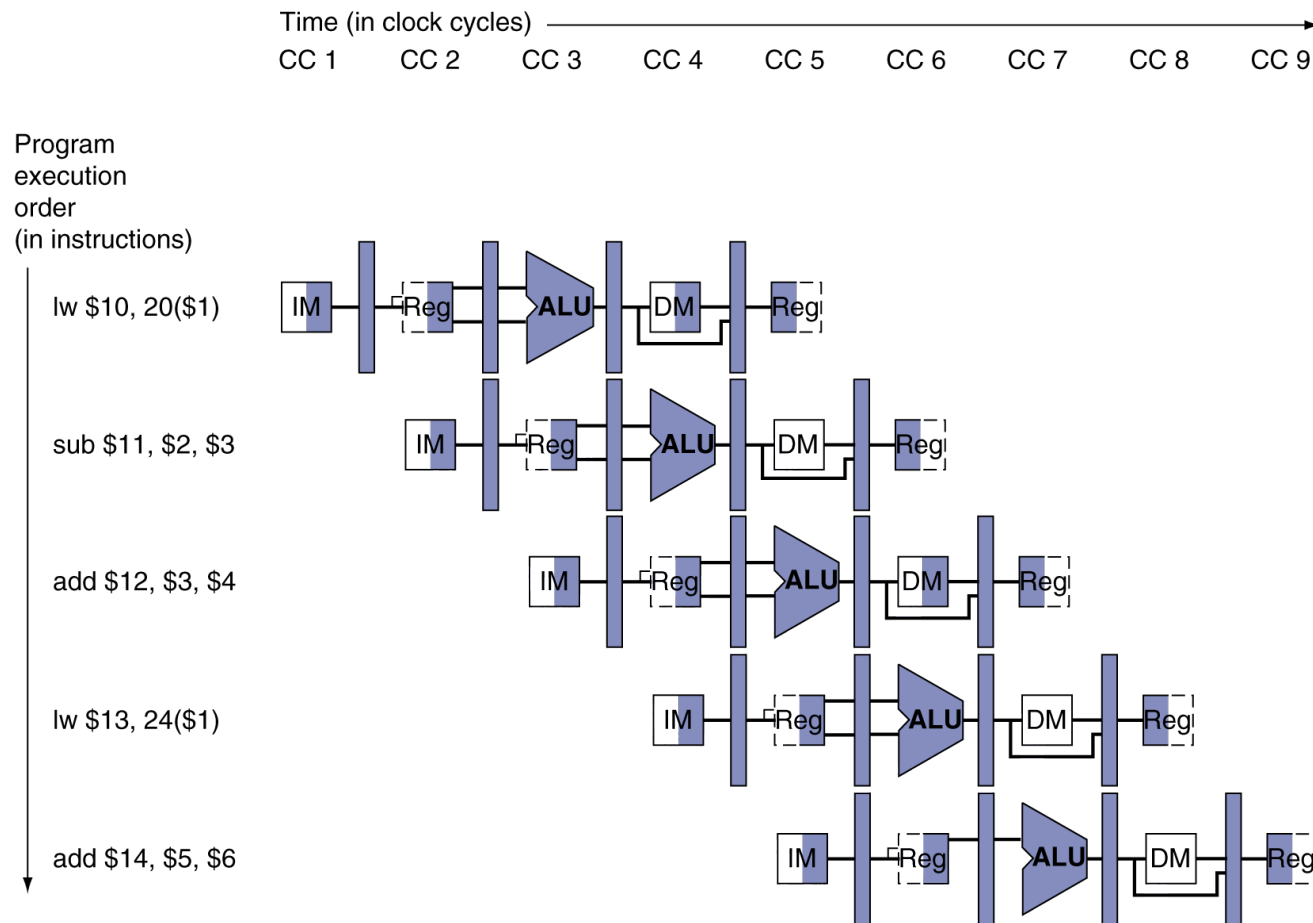 Time (in clock cycles)
CC 1 CC 2 CC 3 CC 4 CC 5 CC 6 CC 7 CC 8 CC 9
Program
execution
order
(in instructions)
lw $10, 20($1) IM Reg ALU DM Reg
sub $11, $2, $3 IM Reg ALU DM Reg
add $12, $3, $4 IM Reg ALU DM Reg
lw $13, 24($1) IM Reg ALU DM Reg
add $14, $5, $6 IM Reg ALU DM Reg